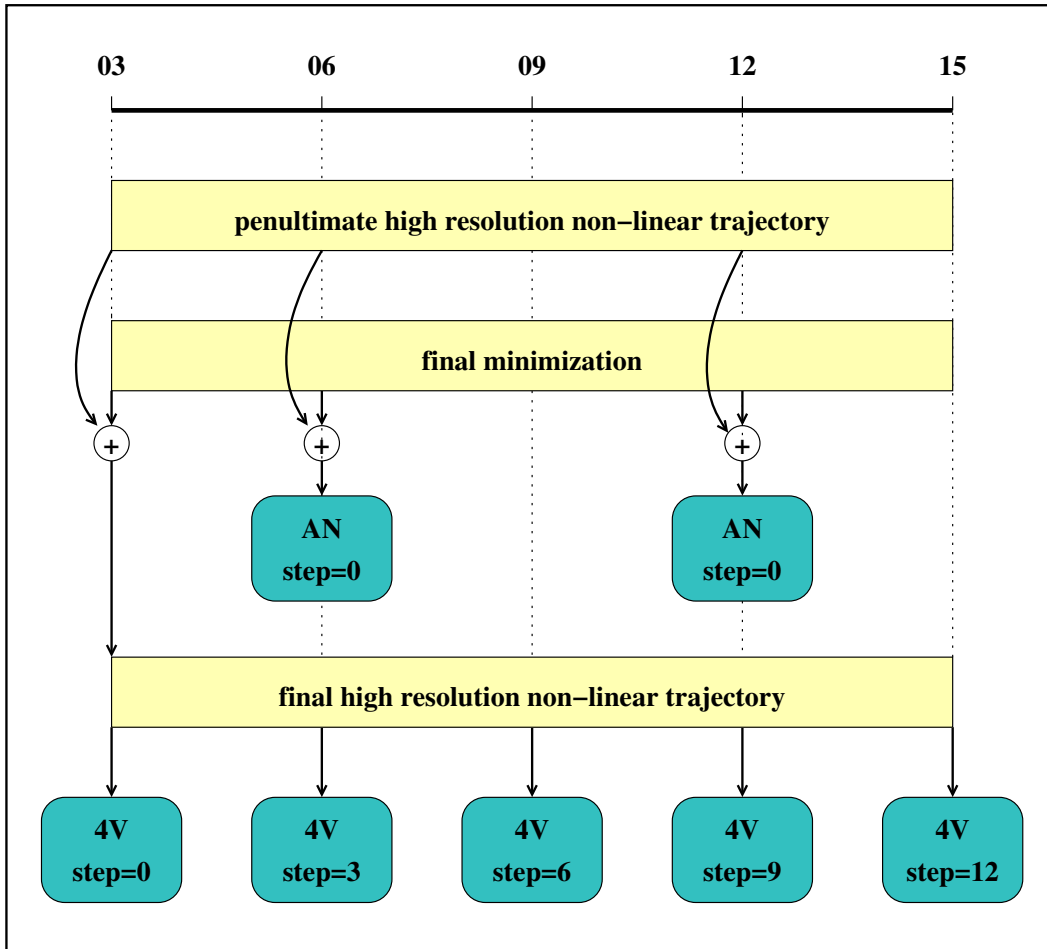 03 06 09 12 15
penultimate high resolution non−linear trajectory
final minimization
+ + +
AN AN
step=0 step=0
final high resolution non−linear trajectory
4V 4V 4V 4V 4V
step=0 step=3 step=6 step=9 step=12